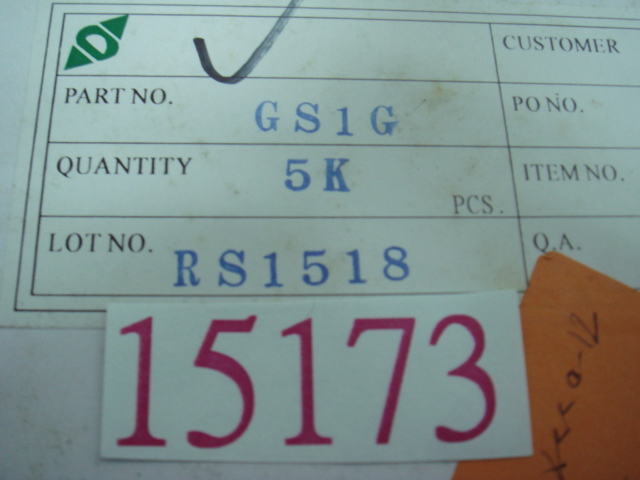 CUSTOMER
PART NO. GS1G
PO NO.
QUANTITY 5K PCS.
ITEM NO.
LOT NO. RS1518
Q.A.
15173